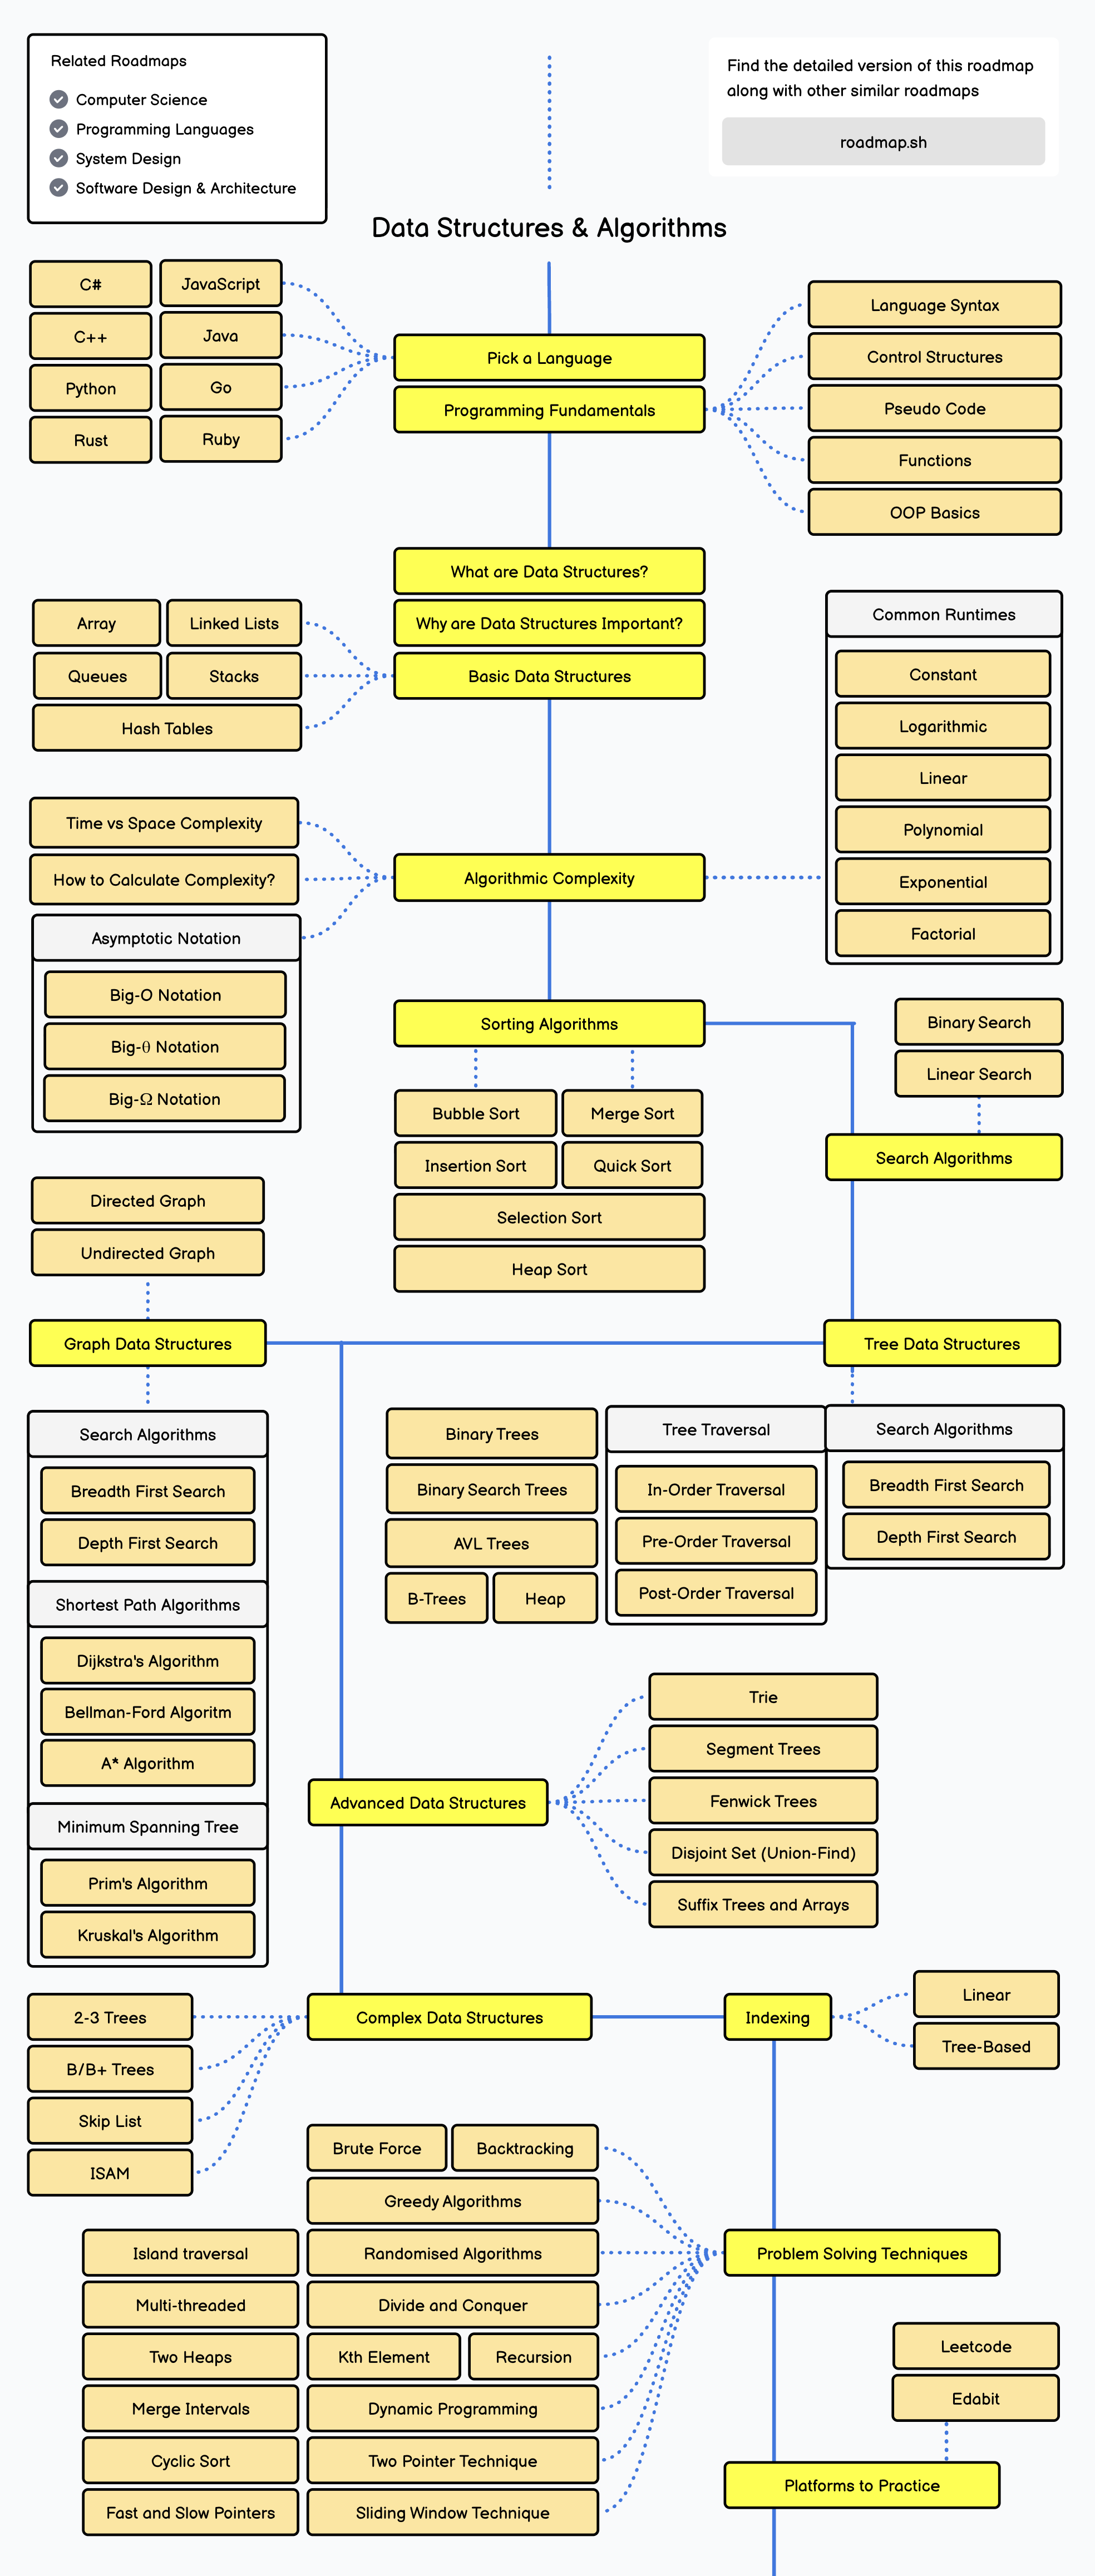 Related Roadmaps
Computer Science
Programming Languages
System Design
Software Design & Architecture
Find the detailed version of this roadmap
along with other similar roadmaps
roadmap.sh
Data Structures & Algorithms
C#
JavaScript
C++
Java
Python
Go
Rust
Ruby
Pick a Language
Programming Fundamentals
Language Syntax
Control Structures
Pseudo Code
Functions
OOP Basics
What are Data Structures?
Why are Data Structures Important?
Basic Data Structures
Array
Linked Lists
Queues
Stacks
Hash Tables
Common Runtimes
Constant
Logarithmic
Linear
Polynomial
Exponential
Factorial
Time vs Space Complexity
How to Calculate Complexity?
Asymptotic Notation
Big-O Notation
Big-θ Notation
Big-Ω Notation
Algorithmic Complexity
Sorting Algorithms
Bubble Sort
Merge Sort
Insertion Sort
Quick Sort
Selection Sort
Heap Sort
Binary Search
Linear Search
Search Algorithms
Directed Graph
Undirected Graph
Graph Data Structures
Tree Data Structures
Search Algorithms
Breadth First Search
Depth First Search
Shortest Path Algorithms
Dijkstra's Algorithm
Bellman-Ford Algoritm
A* Algorithm
Minimum Spanning Tree
Prim's Algorithm
Kruskal's Algorithm
Binary Trees
Binary Search Trees
AVL Trees
B-Trees
Heap
Tree Traversal
In-Order Traversal
Pre-Order Traversal
Post-Order Traversal
Search Algorithms
Breadth First Search
Depth First Search
Advanced Data Structures
Trie
Segment Trees
Fenwick Trees
Disjoint Set (Union-Find)
Suffix Trees and Arrays
2-3 Trees
B/B+ Trees
Skip List
ISAM
Complex Data Structures
Indexing
Linear
Tree-Based
Brute Force
Backtracking
Greedy Algorithms
Island traversal
Randomised Algorithms
Multi-threaded
Divide and Conquer
Two Heaps
Kth Element
Recursion
Merge Intervals
Dynamic Programming
Cyclic Sort
Two Pointer Technique
Fast and Slow Pointers
Sliding Window Technique
Problem Solving Techniques
Leetcode
Edabit
Platforms to Practice